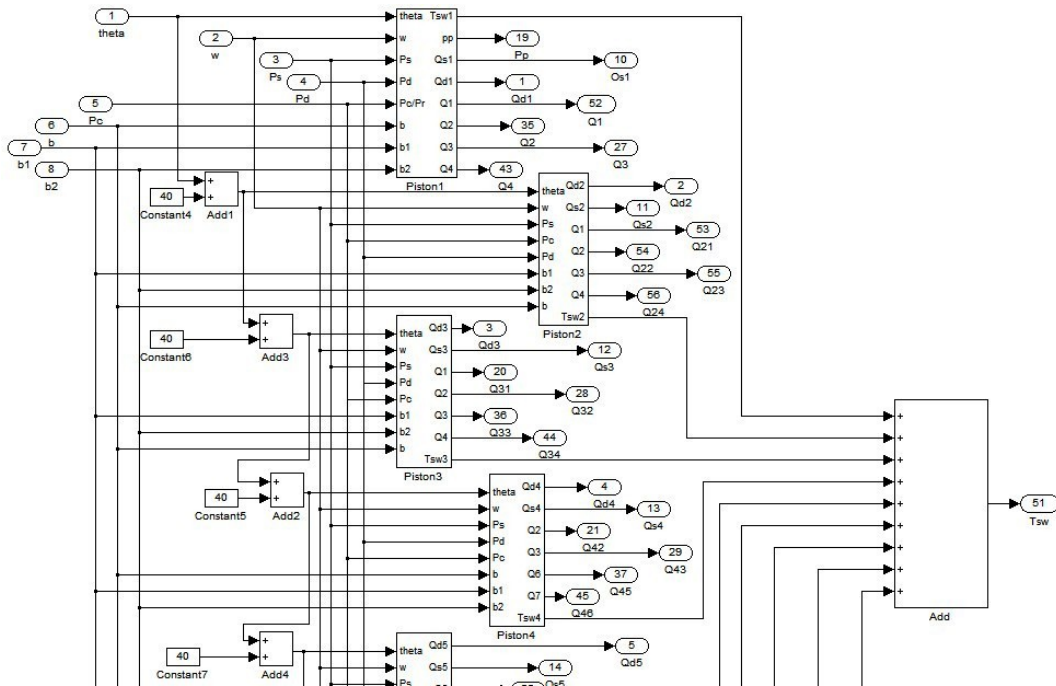 1
theta
2
w
3
Ps
4
Pd
5
Pc
6
b
7
b1
8
b2
theta Tsw1
w pp
Ps Qs1
Pd Qd1
Pc/Pr Q1
b Q2
b1 Q3
b2 Q4
Piston1
19
Pp
10
Os1
1
Qd1
52
Q1
35
Q2
27
Q3
43
Q4
40
Constant4
+
+
Add1
theta Qd2
w Qs2
Ps Q1
Pc Q2
Pd Q3
b1 Q4
b2
b Tsw2
Piston2
2
Qd2
11
Qs2
53
Q21
54
Q22
55
Q23
56
Q24
40
Constant6
+
+
Add3
theta Qd3
w Qs3
Ps Q1
Pd Q2
Pc Q3
b1 Q4
b2
b Tsw3
Piston3
3
Qd3
12
Qs3
20
Q31
28
Q32
36
Q33
44
Q34
40
Constant5
+
+
Add2
theta Qd4
w Qs4
Ps Q2
Pd Q3
Pc Q6
b Q7
b1
b2 Tsw4
Piston4
4
Qd4
13
Qs4
21
Q42
29
Q43
37
Q45
45
Q46
+
+
+
+
+
+
+
+
+
Add
51
Tsw
40
Constant7
+
+
Add4
theta Qd5
w Qs5
Ps
5
Qd5
14